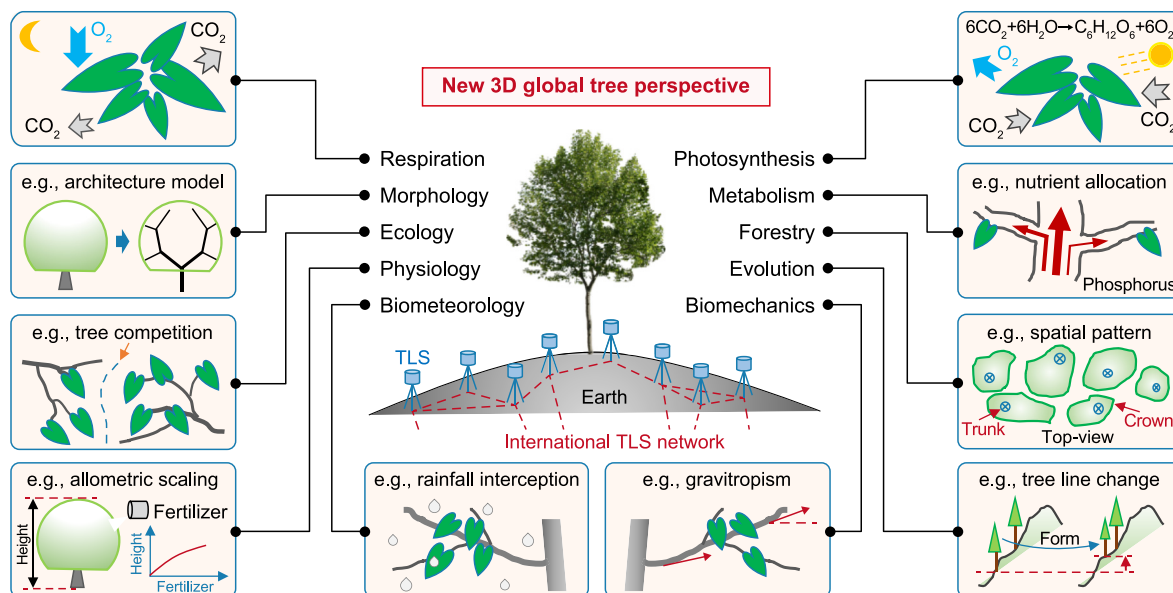 O2
CO2
CO2
6CO2+6H2O→C6H12O6+6O2
O2
CO2
CO2
New 3D global tree perspective
Respiration
Morphology
Ecology
Physiology
Biometeorology
Photosynthesis
Metabolism
Forestry
Evolution
Biomechanics
e.g., architecture model
e.g., nutrient allocation
Phosphorus
e.g., tree competition
e.g., spatial pattern
Trunk
Crown
Top-view
TLS
Earth
International TLS network
e.g., allometric scaling
Height
Fertilizer
Height
Fertilizer
e.g., rainfall interception
e.g., gravitropism
e.g., tree line change
Form